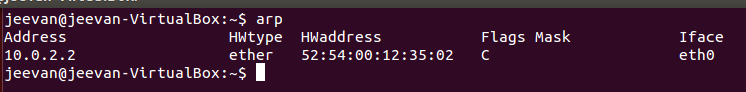 jeevan@jeevan-VirtualBox:~$ arp
Address HWtype HWaddress Flags Mask Iface
10.0.2.2 ether 52:54:00:12:35:02 C eth0
jeevan@jeevan-VirtualBox:~$